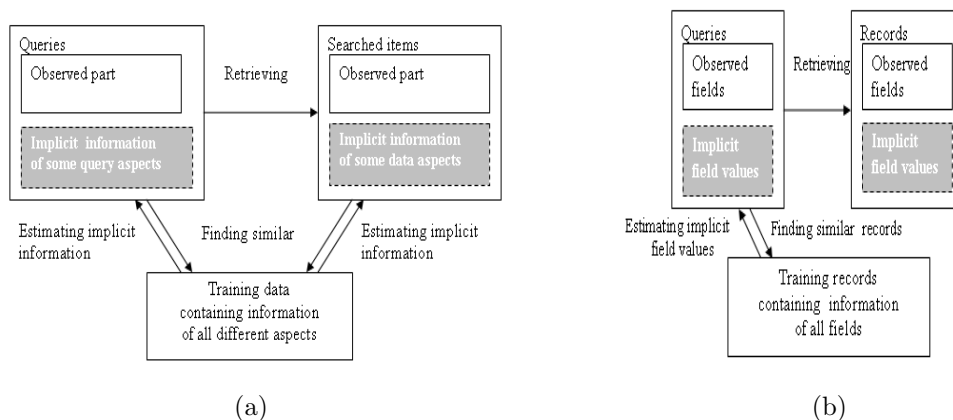 Queries
Observed part
Implicit information
of some query aspects
Retrieving
Searched items
Observed part
Implicit information
of some data aspects
Estimating implicit
information
Finding similar
Estimating implicit
information
Training data
containing information
of all different aspects
(a)
Queries
Observed
fields
Implicit
field values
Retrieving
Records
Observed
fields
Implicit
field values
Estimating implicit
field values
Finding similar records
Training records
containing information
of all fields
(b)